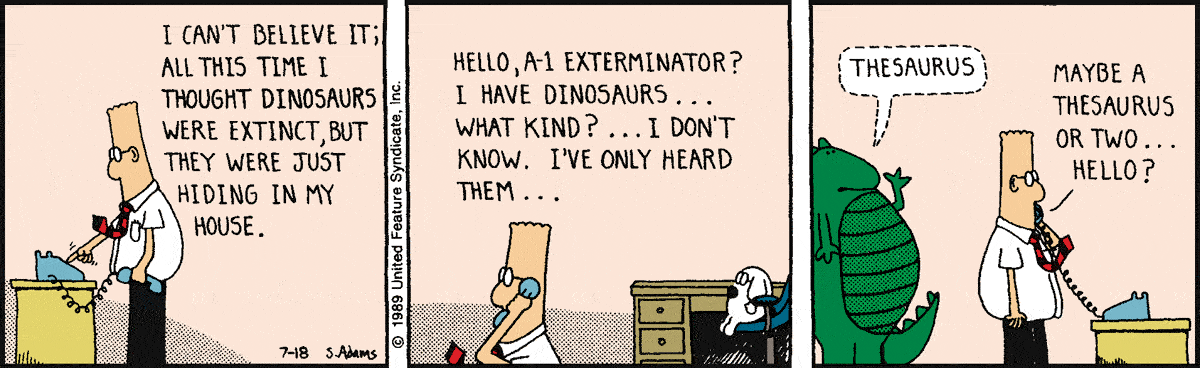 I CAN'T BELIEVE IT;
ALL THIS TIME I
THOUGHT DINOSAURS
WERE EXTINCT, BUT
THEY WERE JUST
HIDING IN MY
HOUSE.
7-18 S.Adams
© 1989 United Feature Syndicate, Inc.
HELLO, A-1 EXTERMINATOR?
I HAVE DINOSAURS...
WHAT KIND? ... I DON'T
KNOW. I'VE ONLY HEARD
THEM...
THESAURUS
MAYBE A
THESAURUS
OR TWO...
HELLO?